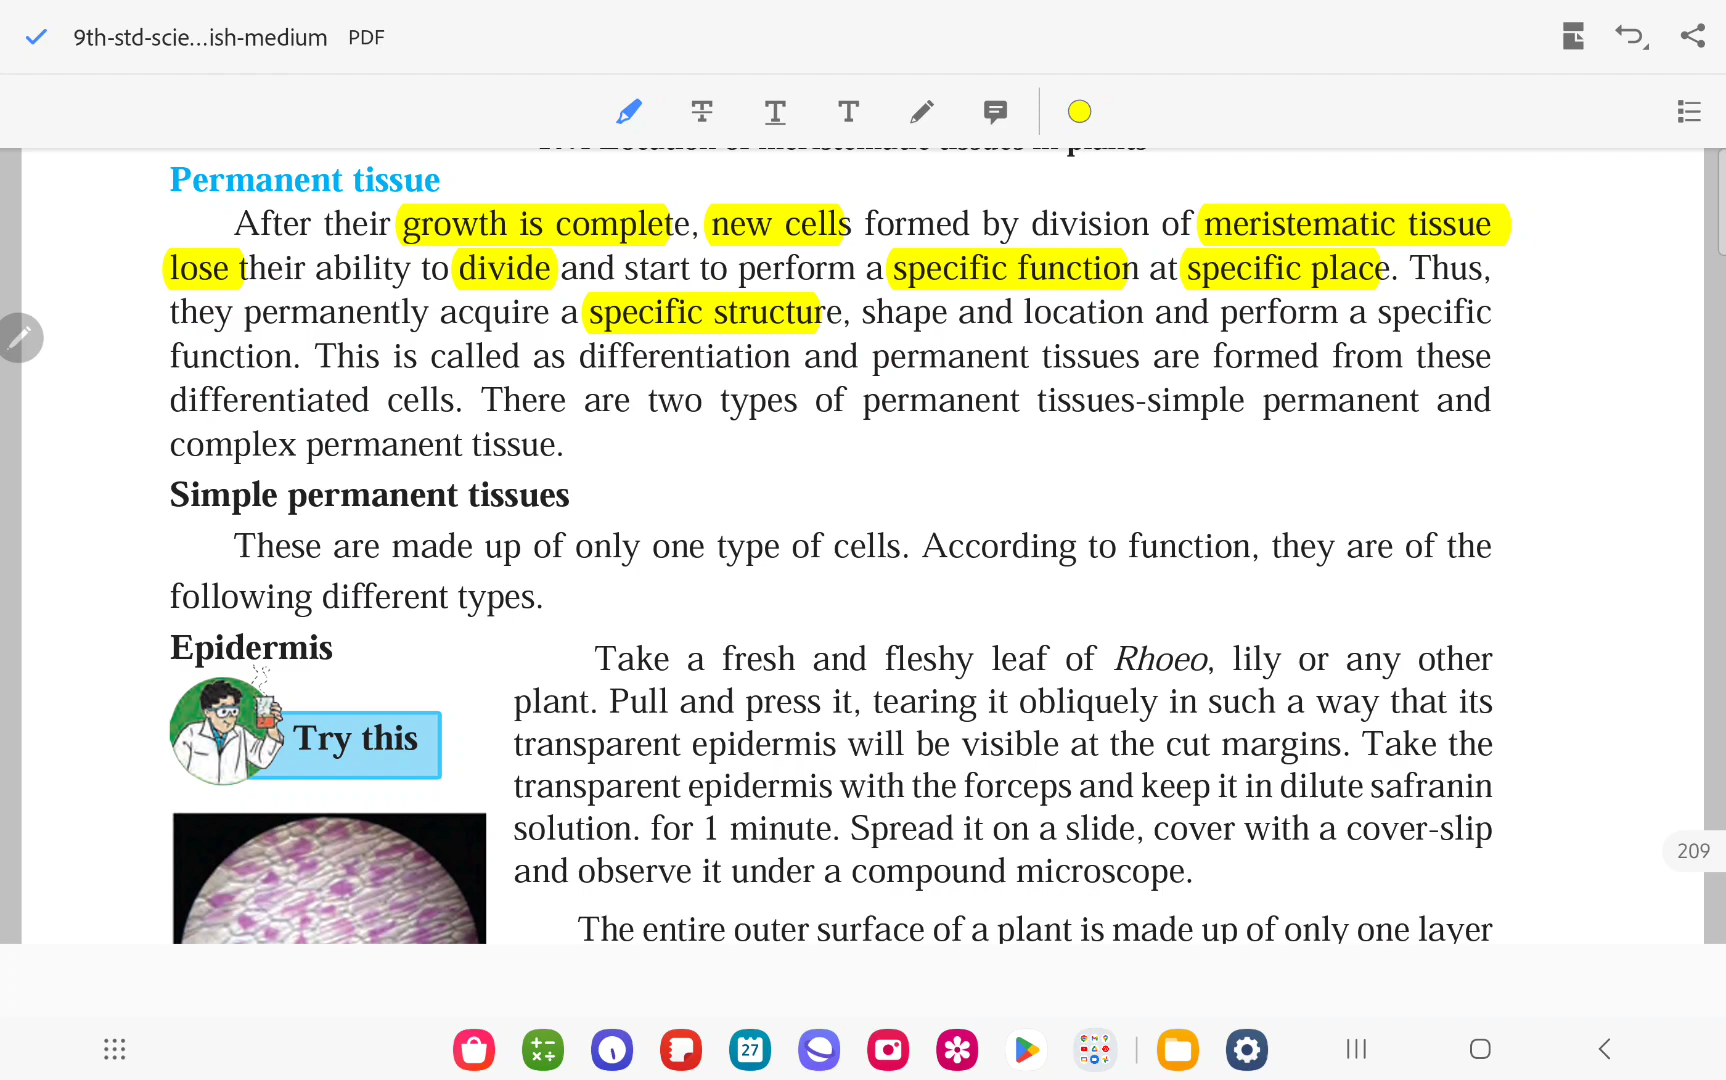 9th-std-scie...ish-medium PDF
Permanent tissue
After their growth is complete, new cells formed by division of meristematic tissue
lose their ability to divide and start to perform a specific function at specific place. Thus,
they permanently acquire a specific structure, shape and location and perform a specific
function. This is called as differentiation and permanent tissues are formed from these
differentiated cells. There are two types of permanent tissues-simple permanent and
complex permanent tissue.
Simple permanent tissues
These are made up of only one type of cells. According to function, they are of the
following different types.
Epidermis
Try this
Take a fresh and fleshy leaf of Rhoeo, lily or any other
plant. Pull and press it, tearing it obliquely in such a way that its
transparent epidermis will be visible at the cut margins. Take the
transparent epidermis with the forceps and keep it in dilute safranin
solution. for 1 minute. Spread it on a slide, cover with a cover-slip
and observe it under a compound microscope.
The entire outer surface of a plant is made up of only one layer
209
27